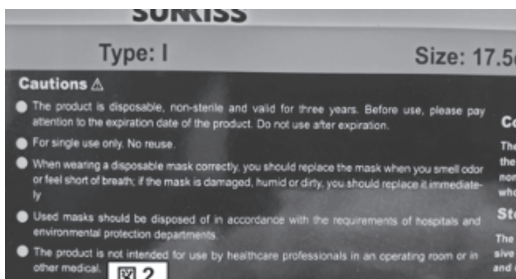 SUNKISS
Type: I
Size: 17.5
Cautions ⚠
The product is disposable, non-sterile and valid for three years. Before use, please pay
attention to the expiration date of the product. Do not use after expiration.
For single use only. No reuse.
When wearing a disposable mask correctly, you should replace the mask when you smell odor
or feel short of breath; if the mask is damaged, humid or dirty, you should replace it immediate-
ly
Used masks should be disposed of in accordance with the requirements of hospitals and
environmental protection departments.
The product is not intended for use by healthcare professionals in an operating room or in
other medical.
2
Co
The
the
non
who
St
The
sive
and